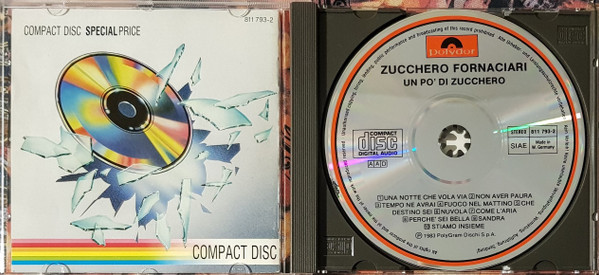 COMPACT DISC SPECIAL PRICE
811 793-2
COMPACT DISC
polydor
ZUCCHERO FORNACIARI
UN PO' DI ZUCCHERO
COMPACT
disc
DIGITAL AUDIO
AAD
STEREO 811 793-2
SIAE Made in W. Germany
1 UNA NOTTE CHE VOLA VIA 2 NON AVER PAURA
3 TEMPO NE AVRAI 4 FUOCO NEL MATTINO 5 CHE
DESTINO SEI 6 NUVOLA 7 COME L'ARIA
8 PERCHE' SEI BELLA 9 SANDRA
10 STIAMO INSIEME
℗ 1983 PolyGram Dischi S.p.A.